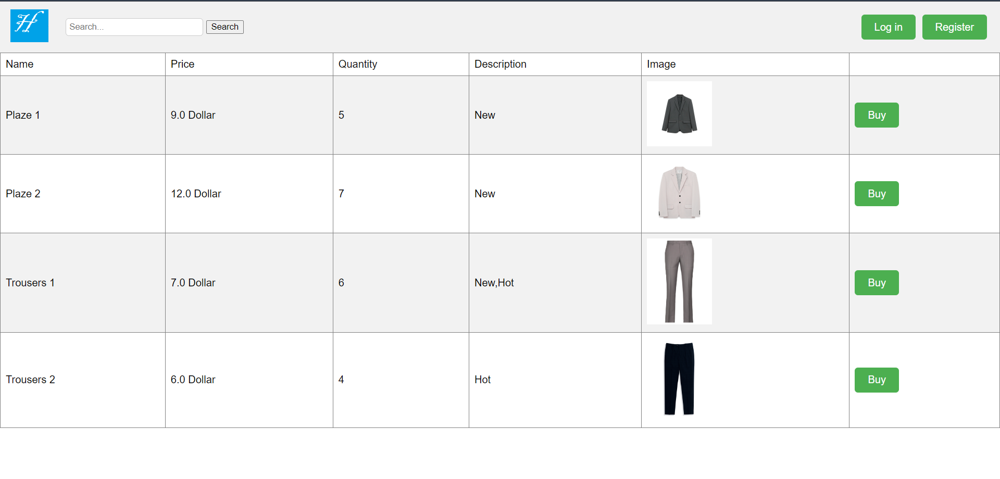 H
Search...
Search
Log in
Register
Name Price Quantity Description Image
Plaze 1 9.0 Dollar 5 New Buy
Plaze 2 12.0 Dollar 7 New Buy
Trousers 1 7.0 Dollar 6 New,Hot Buy
Trousers 2 6.0 Dollar 4 Hot Buy